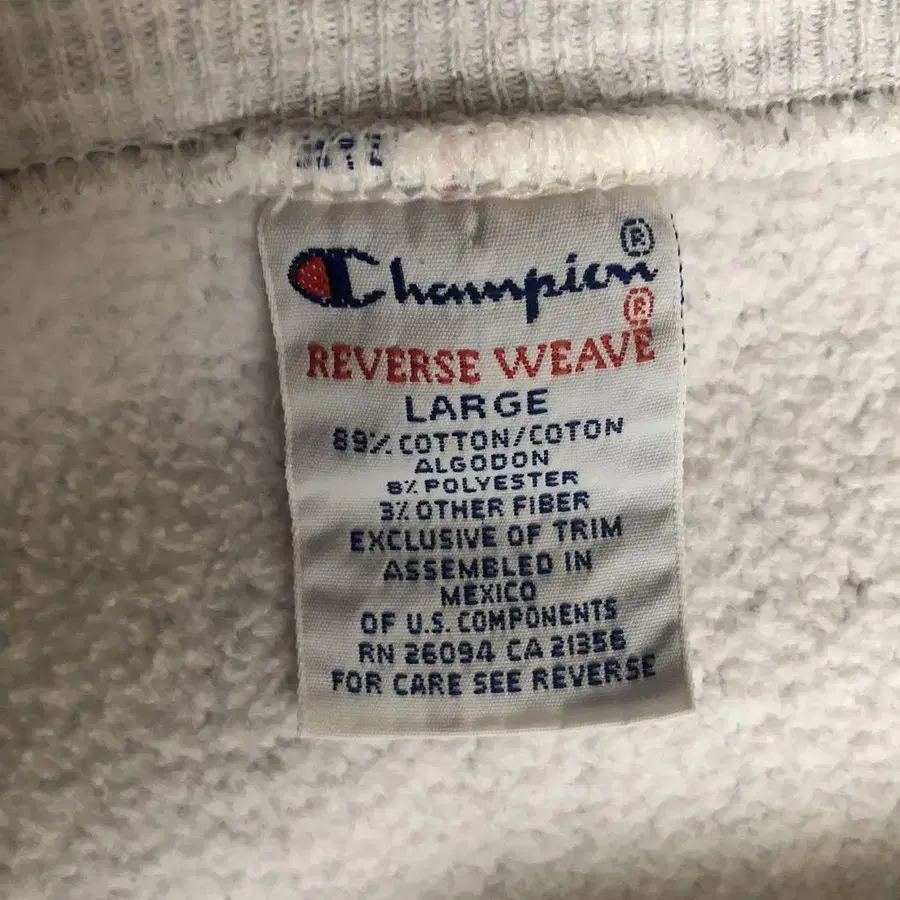 Champion ®
REVERSE WEAVE ®
LARGE
89% COTTON/COTON
ALGODON
8% POLYESTER
3% OTHER FIBER
EXCLUSIVE OF TRIM
ASSEMBLED IN
MEXICO
OF U.S. COMPONENTS
RN 26094 CA 21356
FOR CARE SEE REVERSE